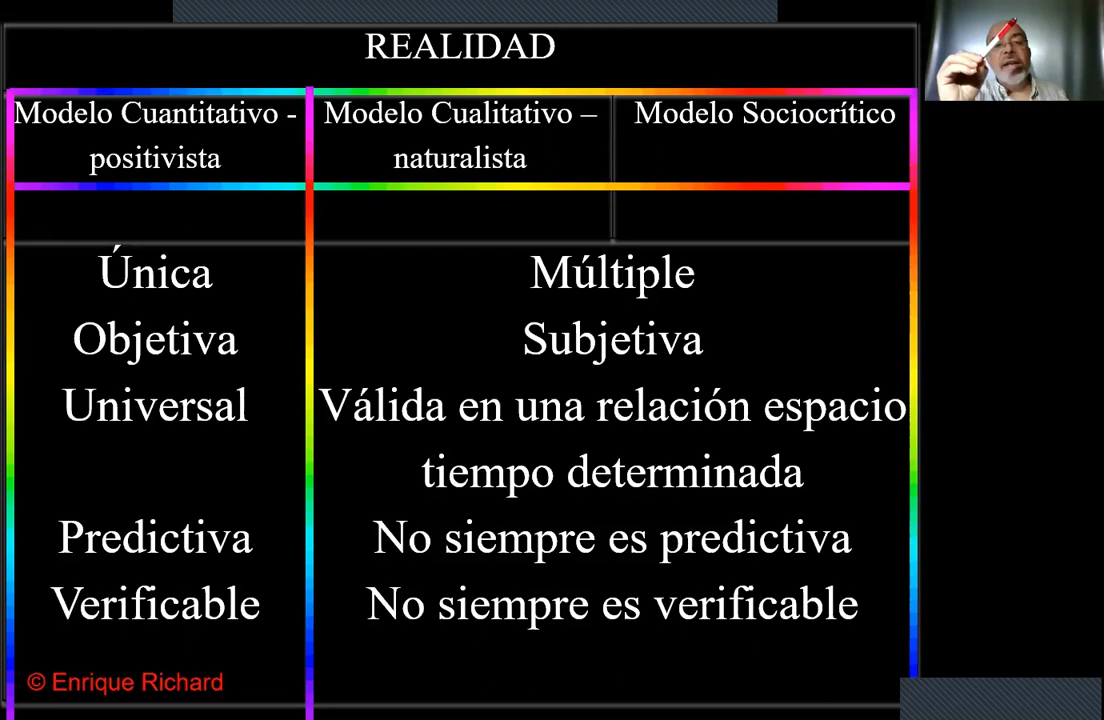 REALIDAD
Modelo Cuantitativo -
positivista
Modelo Cualitativo –
naturalista
Modelo Sociocrítico
Única
Múltiple
Objetiva
Subjetiva
Universal
Válida en una relación espacio
tiempo determinada
Predictiva
No siempre es predictiva
Verificable
No siempre es verificable
© Enrique Richard